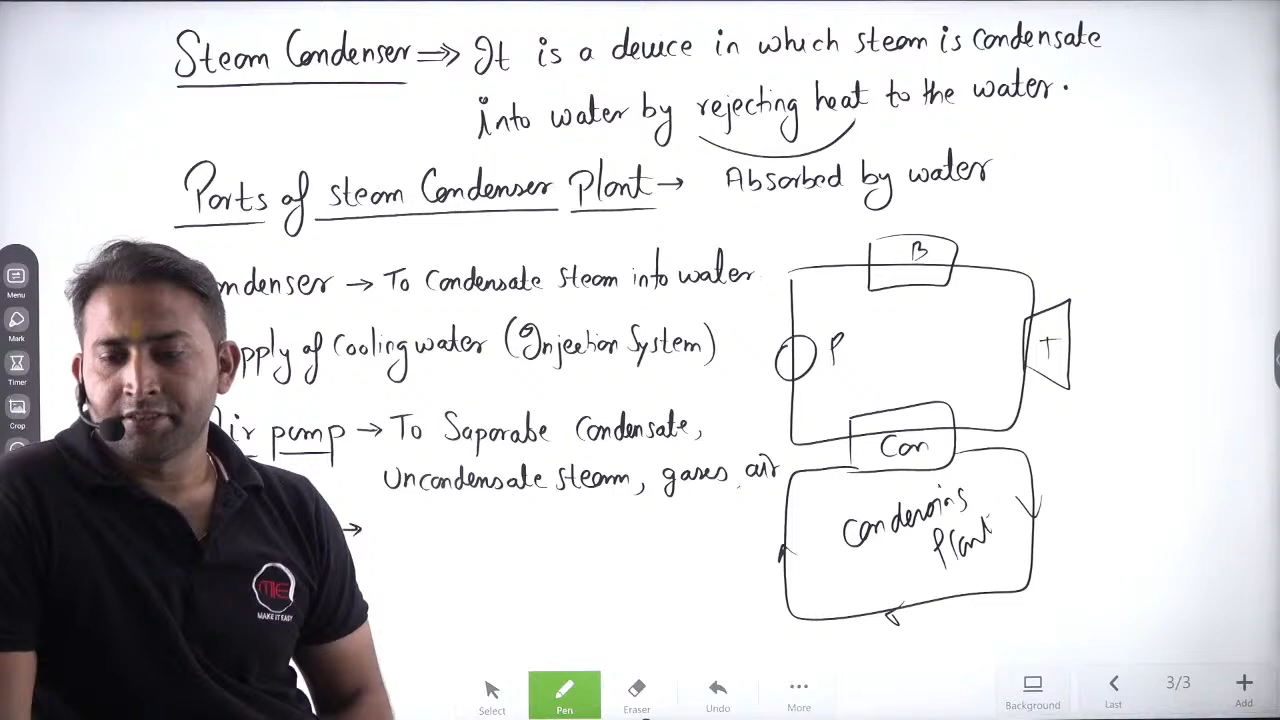 Steam Condenser ⇒ It is a device in which steam is condensate
into water by rejecting heat to the water.
Parts of steam Condenser Plant → Absorbed by water
ndenser → To Condensate steam into water
pply of Cooling water (Injection System)
ir pump → To Saparabe condensate,
uncondensate steam, gases, air
→
B
P
T
Con
Condensing
Plant
Menu
Mark
Timer
Crop
MIE
MAKE IT EASY
Select
Pen
Eraser
Undo
More
Background
Last
3/3
Add